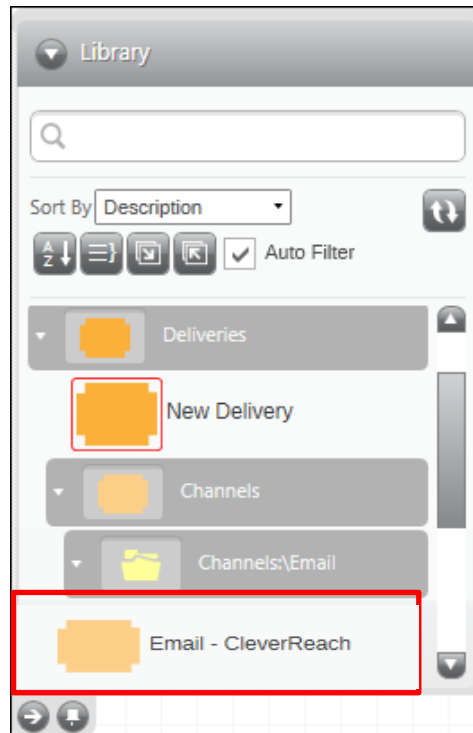 Library
Sort By Description
A Z Auto Filter
Deliveries
New Delivery
Channels
Channels:\Email
Email - CleverReach